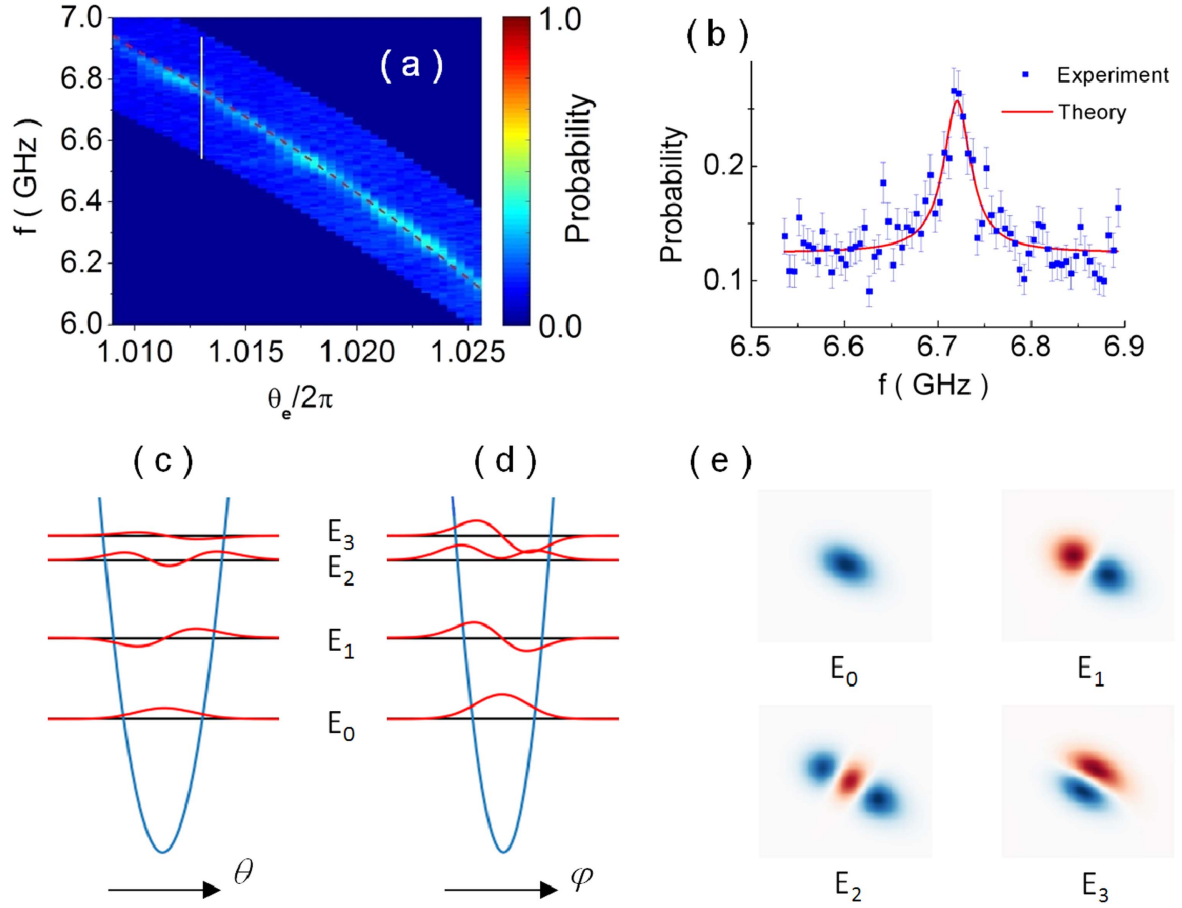 ( a )
7.0
6.8
6.6
6.4
6.2
6.0
f ( GHz )
1.010
1.015
1.020
1.025
θe/2π
1.0
0.0
Probability
( b )
Experiment
Theory
0.2
0.1
Probability
6.5
6.6
6.7
6.8
6.9
f ( GHz )
( c )
( d )
E3
E2
E1
E0
θ
φ
( e )
E0
E1
E2
E3